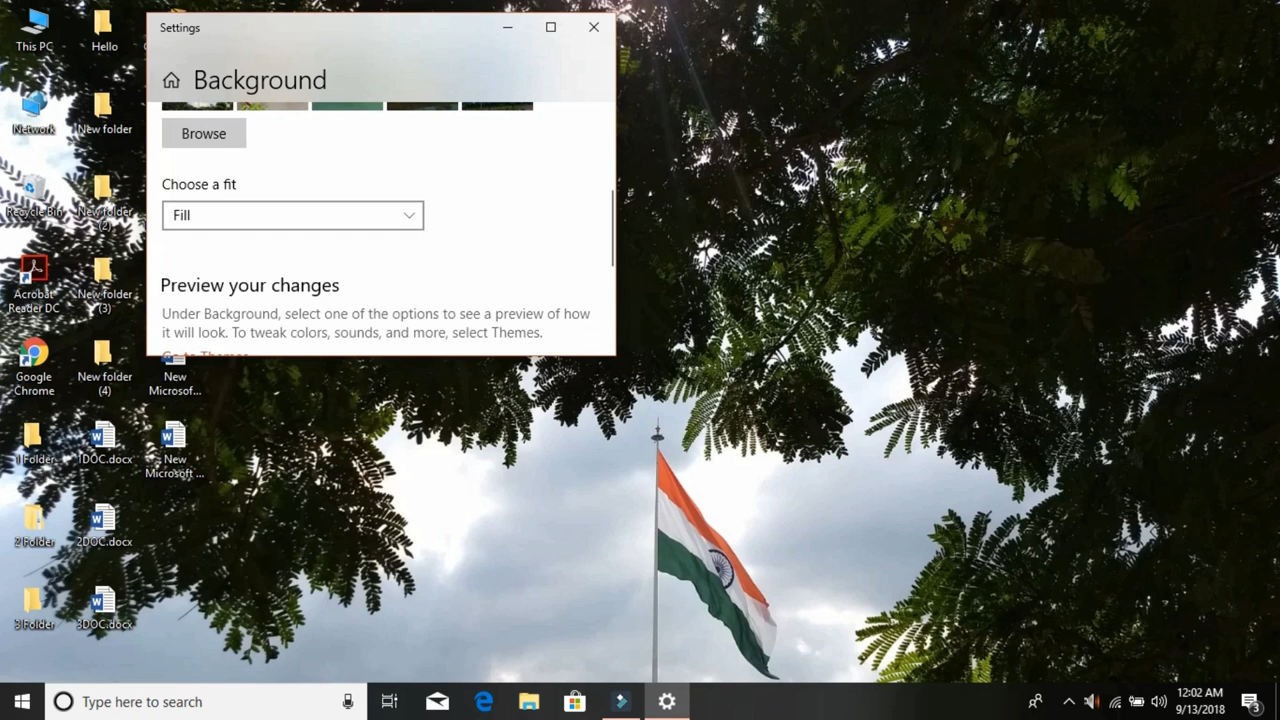 This PC
Hello
Network
New folder
Recycle Bin
New folder
(2)
Acrobat
Reader DC
New folder
(3)
Google
Chrome
New folder
(4)
New
Microsof...
1 Folder
1DOC.docx
New
Microsoft ...
2 Folder
2DOC.docx
3 Folder
3DOC.docx
Settings
Background
Browse
Choose a fit
Fill
Preview your changes
Under Background, select one of the options to see a preview of how
it will look. To tweak colors, sounds, and more, select Themes.
Go to Themes
Type here to search
12:02 AM
9/13/2018
3